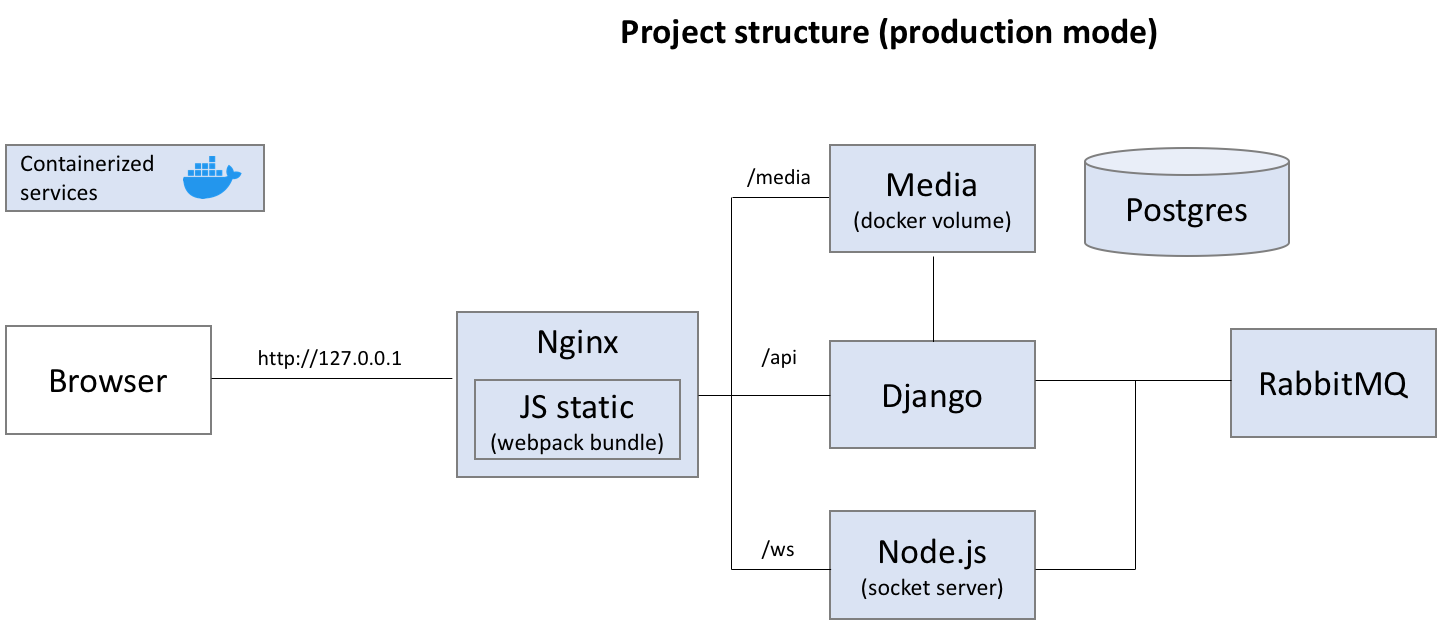 Project structure (production mode)
Containerized
services
/media
Media
(docker volume)
Postgres
Browser
http://127.0.0.1
Nginx
JS static
(webpack bundle)
/api
Django
RabbitMQ
/ws
Node.js
(socket server)